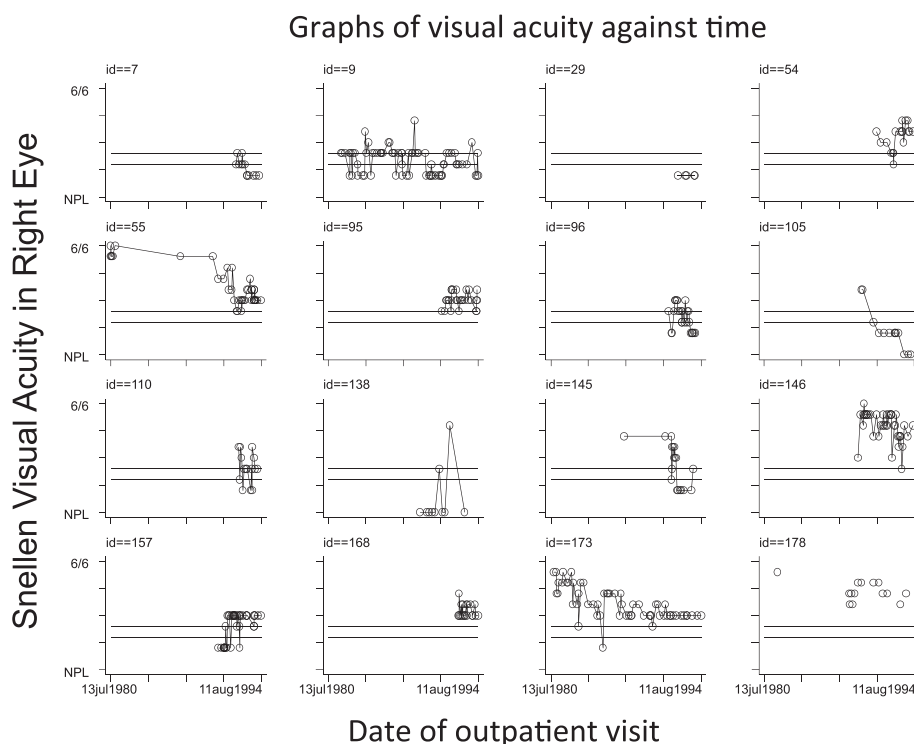 Graphs of visual acuity against time
Snellen Visual Acuity in Right Eye
id==7
id==9
id==29
id==54
6/6
NPL
id==55
id==95
id==96
id==105
6/6
NPL
id==110
id==138
id==145
id==146
6/6
NPL
id==157
id==168
id==173
id==178
6/6
NPL
13jul1980 11aug1994 13jul1980 11aug1994 13jul1980 11aug1994 13jul1980 11aug1994
Date of outpatient visit